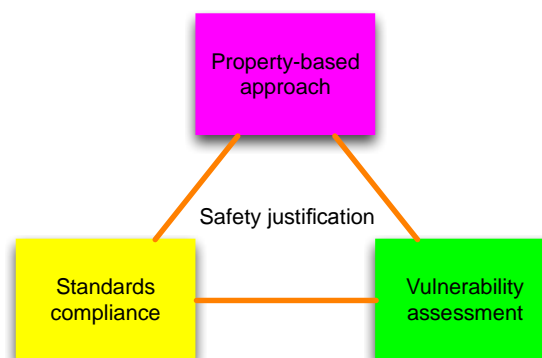 Property-based
approach
Safety justification
Standards
compliance
Vulnerability
assessment